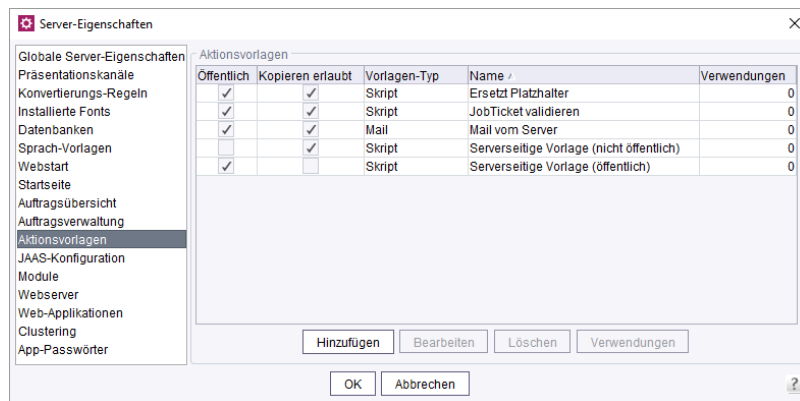 Server-Eigenschaften
Globale Server-Eigenschaften
Präsentationskanäle
Konvertierungs-Regeln
Installierte Fonts
Datenbanken
Sprach-Vorlagen
Webstart
Startseite
Auftragsübersicht
Auftragsverwaltung
Aktionsvorlagen
JAAS-Konfiguration
Module
Webserver
Web-Applikationen
Clustering
App-Passwörter
Aktionsvorlagen
Öffentlich Kopieren erlaubt Vorlagen-Typ Name Verwendungen
Skript Ersetzt Platzhalter 0
Skript JobTicket validieren 0
Mail Mail vom Server 0
Skript Serverseitige Vorlage (nicht öffentlich) 0
Skript Serverseitige Vorlage (öffentlich) 0
Hinzufügen Bearbeiten Löschen Verwendungen
OK Abbrechen ?